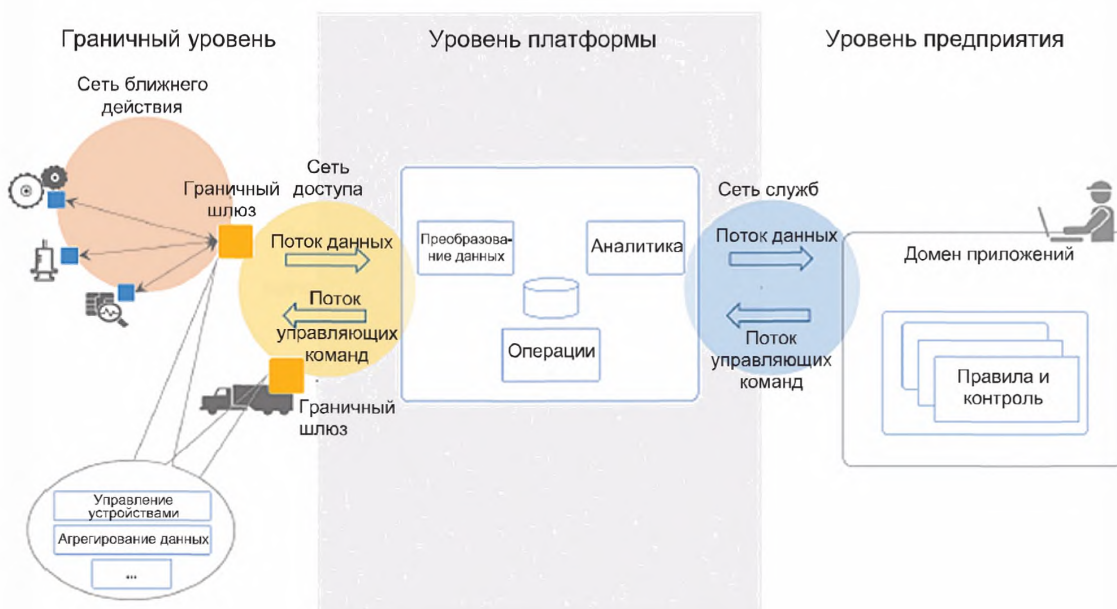 Граничный уровень
Уровень платформы
Уровень предприятия
Сеть ближнего
действия
Граничный
шлюз
Сеть
доступа
Поток данных
Поток
управляющих
команд
Граничный
шлюз
Преобразова-
ние данных
Аналитика
Операции
Сеть служб
Поток данных
Поток
управляющих
команд
Домен приложений
Правила и
контроль
Управление
устройствами
Агрегирование данных
...